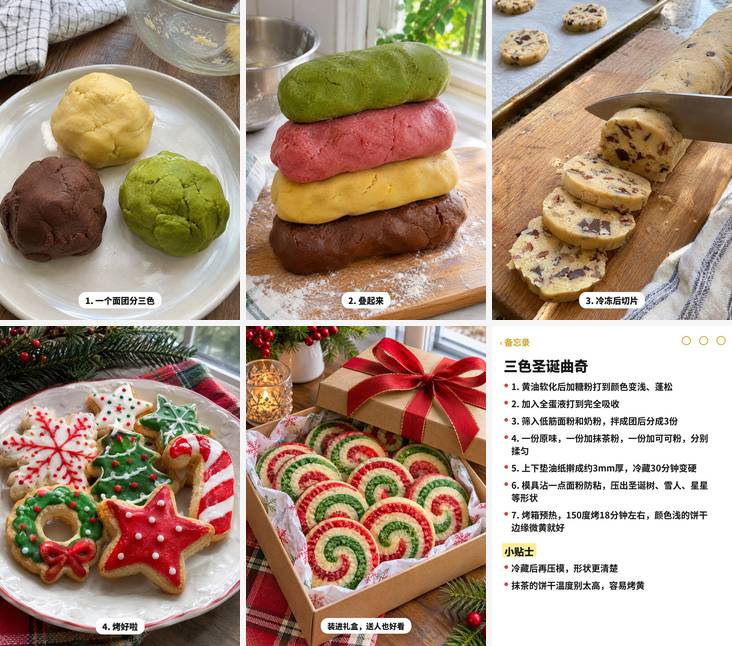 1. 一个面团分三色
2. 叠起来
3. 冷冻后切片
4. 烤好啦
装进礼盒，送人也好看
‹ 备忘录
三色圣诞曲奇
1. 黄油软化后加糖粉打到颜色变浅、蓬松
2. 加入全蛋液打到完全吸收
3. 筛入低筋面粉和奶粉，拌成团后分成3份
4. 一份原味，一份加抹茶粉，一份加可可粉，分别
揉匀
5. 上下垫油纸擀成约3mm厚，冷藏30分钟变硬
6. 模具沾一点面粉防粘，压出圣诞树、雪人、星星
等形状
7. 烤箱预热，150度烤18分钟左右，颜色浅的饼干
边缘微黄就好
小贴士
冷藏后再压模，形状更清楚
抹茶的饼干温度别太高，容易烤黄